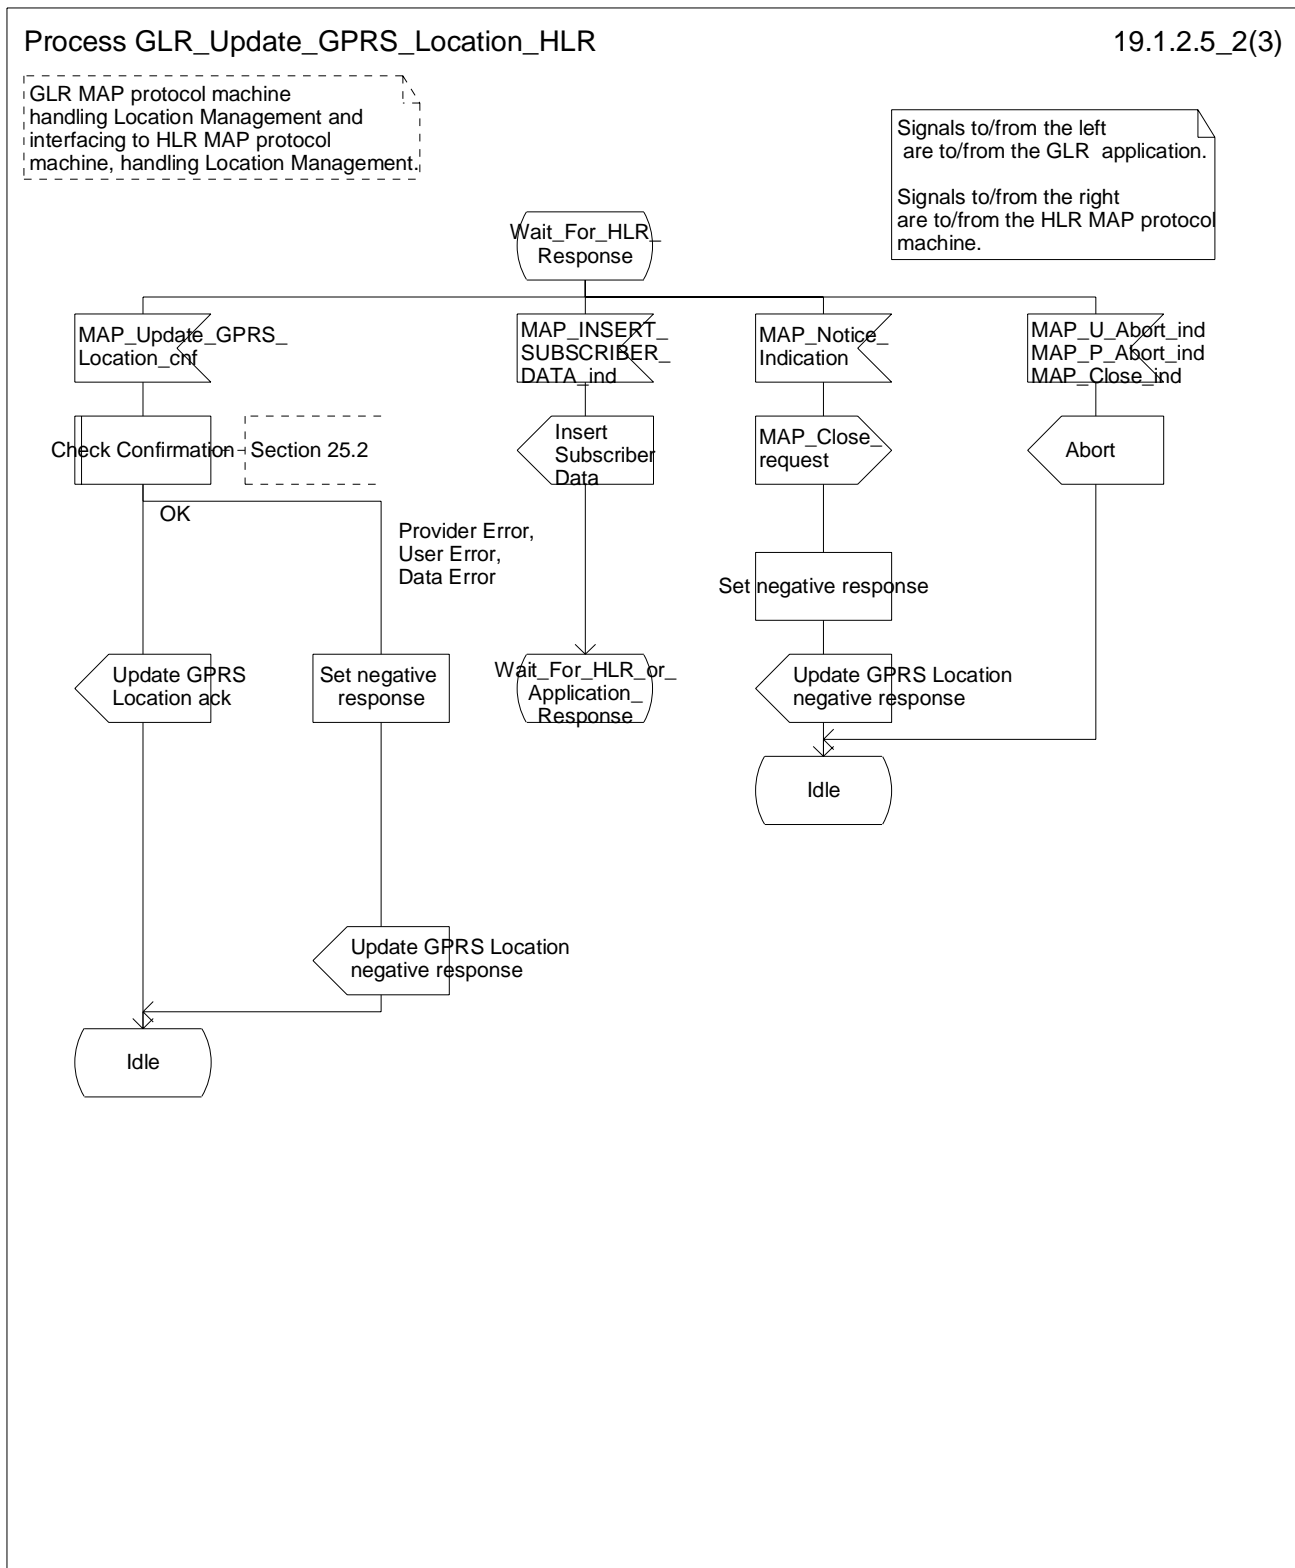 Process GLR_Update_GPRS_Location_HLR
19.1.2.5_2(3)
GLR MAP protocol machine
handling Location Management and
interfacing to HLR MAP protocol
machine, handling Location Management.
Signals to/from the left
are to/from the GLR application.
Signals to/from the right
are to/from the HLR MAP protocol
machine.
Wait_For_HLR_
Response
MAP_Update_GPRS_
Location_cnf
MAP_INSERT_
SUBSCRIBER_
DATA_ind
MAP_Notice_
Indication
MAP_U_Abort_ind
MAP_P_Abort_ind
MAP_Close_ind
Check Confirmation
Section 25.2
Insert
Subscriber
Data
MAP_Close_
request
Abort
OK
Provider Error,
User Error,
Data Error
Set negative response
Update GPRS
Location ack
Set negative
response
Wait_For_HLR_or_
Application_
Response
Update GPRS Location
negative response
Idle
Update GPRS Location
negative response
Idle